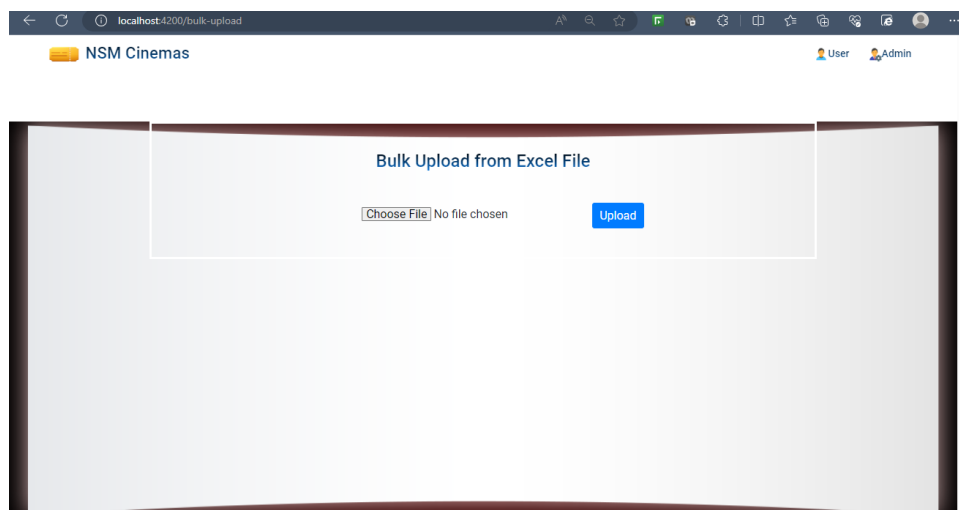 localhost:4200/bulk-upload
NSM Cinemas
User Admin
Bulk Upload from Excel File
Choose File No file chosen Upload